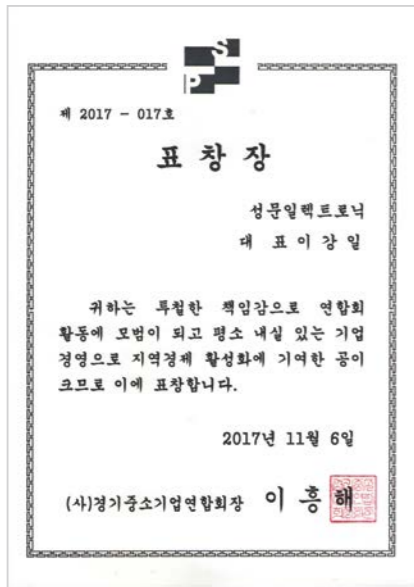 SP
제 2017 - 017호
표 창 장
성문일렉트로닉
대 표 이 강 일
귀하는 투철한 책임감으로 연합회
활동에 모범이 되고 평소 내실 있는 기업
경영으로 지역경제 활성화에 기여한 공이
크므로 이에 표창합니다.
2017년 11월 6일
(사)경기중소기업연합회장 이 흥 해